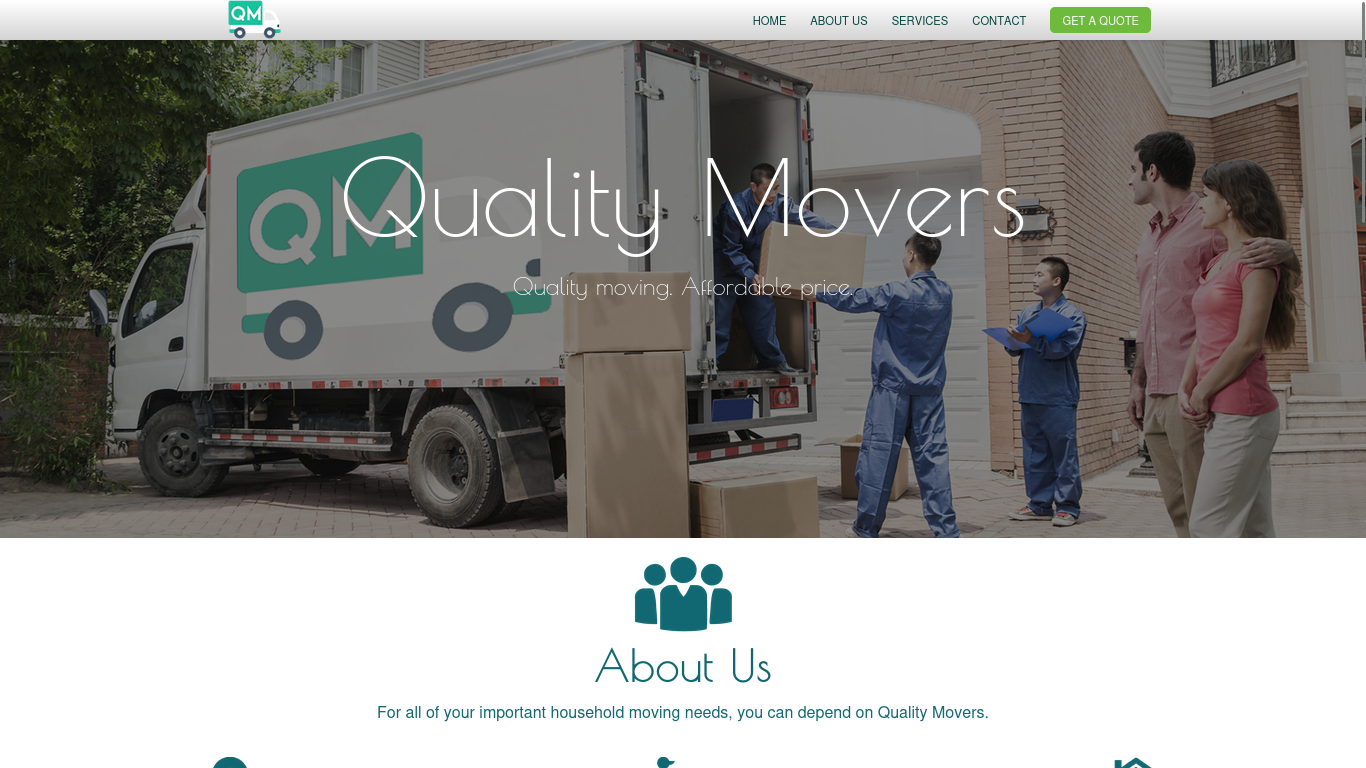 QM
HOME
ABOUT US
SERVICES
CONTACT
GET A QUOTE
QM
Quality Movers
Quality moving. Affordable price.
About Us
For all of your important household moving needs, you can depend on Quality Movers.